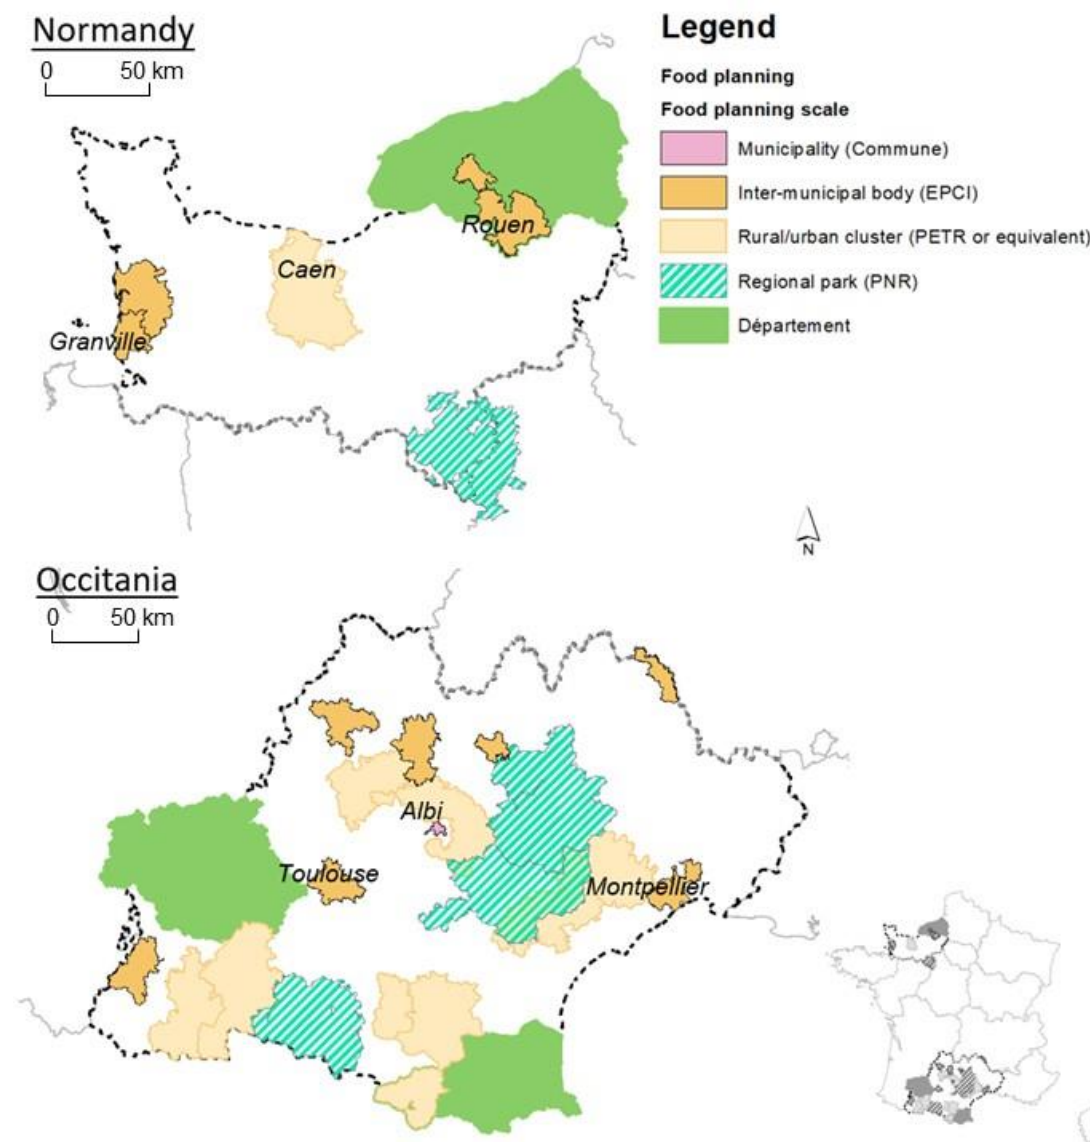 Normandy
0 50 km
Legend
Food planning
Food planning scale
Municipality (Commune)
Inter-municipal body (EPCI)
Rural/urban cluster (PETR or equivalent)
Regional park (PNR)
Département
Rouen
Caen
Granville
N
Occitania
0 50 km
Albi
Toulouse
Montpellier